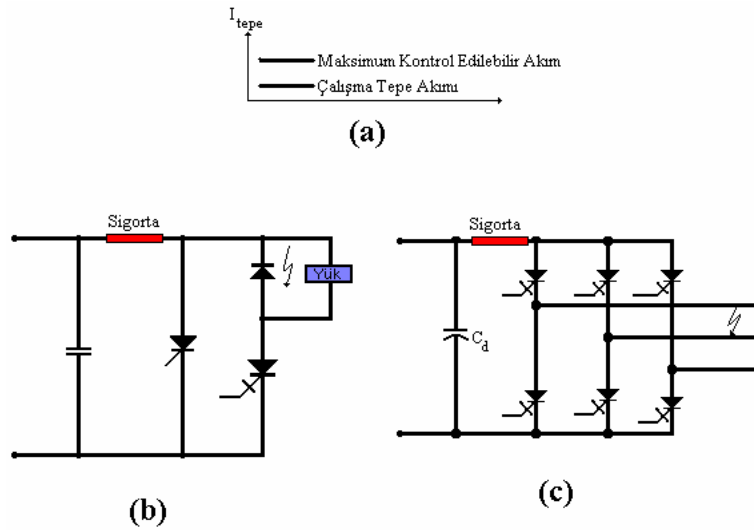 I_tepe
Maksimum Kontrol Edilebilir Akım
Çalışma Tepe Akımı
(a)
Sigorta
Yük
(b)
Sigorta
C_d
(c)